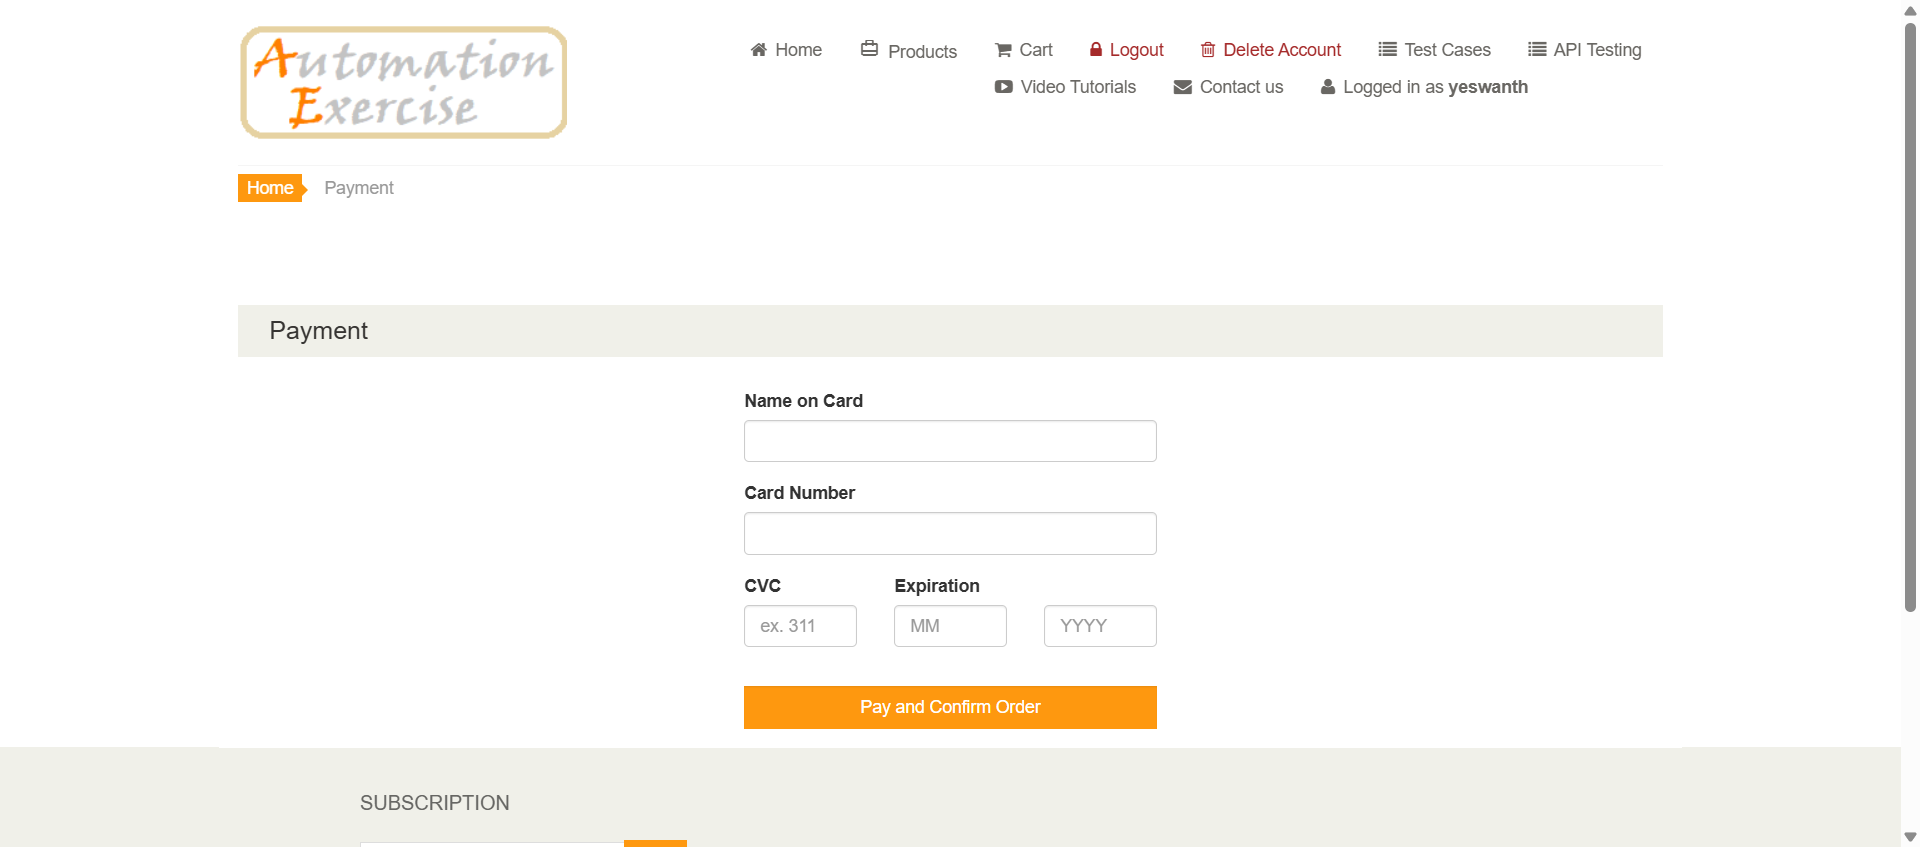 Automation
Exercise
Home Products Cart Logout Delete Account Test Cases API Testing
Video Tutorials Contact us Logged in as yeswanth
Home Payment
Payment
Name on Card
Card Number
CVC Expiration
ex. 311 MM YYYY
Pay and Confirm Order
SUBSCRIPTION